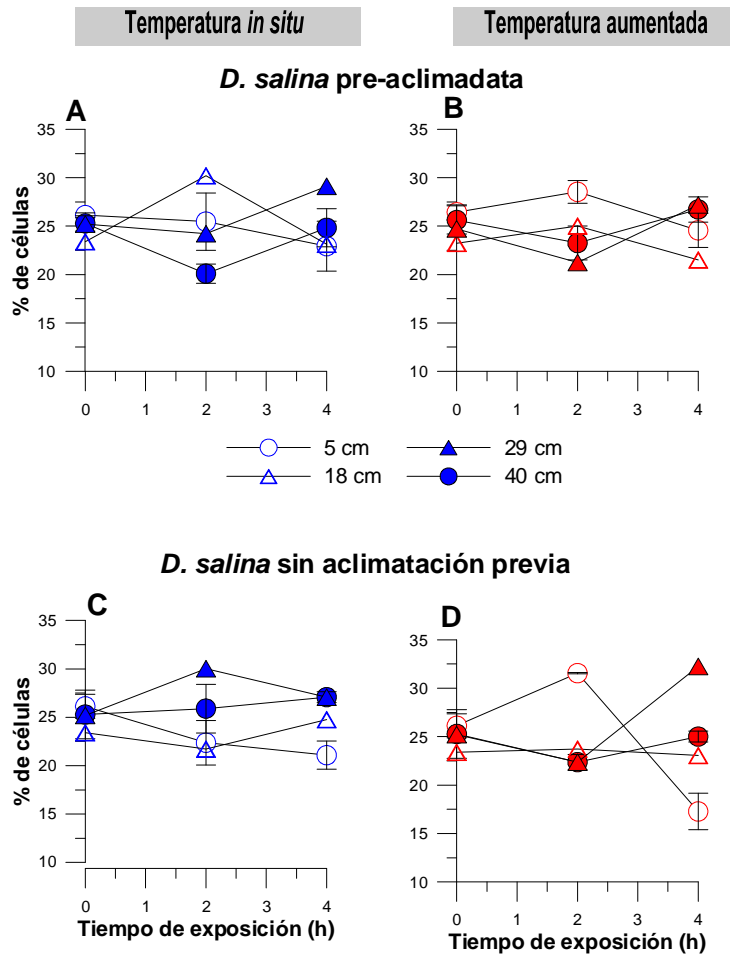 Temperatura in situ
Temperatura aumentada
D. salina pre-aclimadata
A
B
% de células
35
30
25
20
15
10
0
1
2
3
4
35
30
25
20
15
10
0
1
2
3
4
5 cm
29 cm
18 cm
40 cm
D. salina sin aclimatación previa
C
D
% de células
35
30
25
20
15
10
0
1
2
3
4
Tiempo de exposición (h)
35
30
25
20
15
10
0
1
2
3
4
Tiempo de exposición (h)